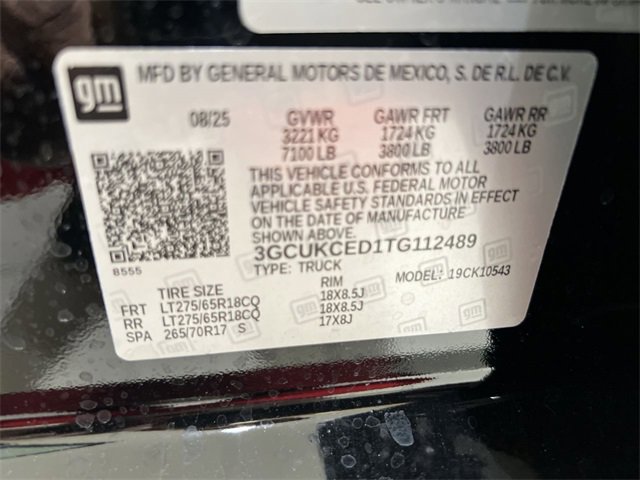 gm
MFD BY GENERAL MOTORS DE MEXICO, S. DE R.L. DE C.V.
08/25 GVWR GAWR FRT GAWR RR
3221 KG 1724 KG 1724 KG
7100 LB 3800 LB 3800 LB
THIS VEHICLE CONFORMS TO ALL
APPLICABLE U.S. FEDERAL MOTOR
VEHICLE SAFETY STANDARDS IN EFFECT
ON THE DATE OF MANUFACTURE
SHOWN ABOVE.
3GCUKCED1TG112489
8555
TYPE: TRUCK MODEL: 19CK10543
TIRE SIZE RIM
FRT LT275/65R18CQ 18X8.5J
RR LT275/65R18CQ 18X8.5J
SPA 265/70R17 S 17X8J